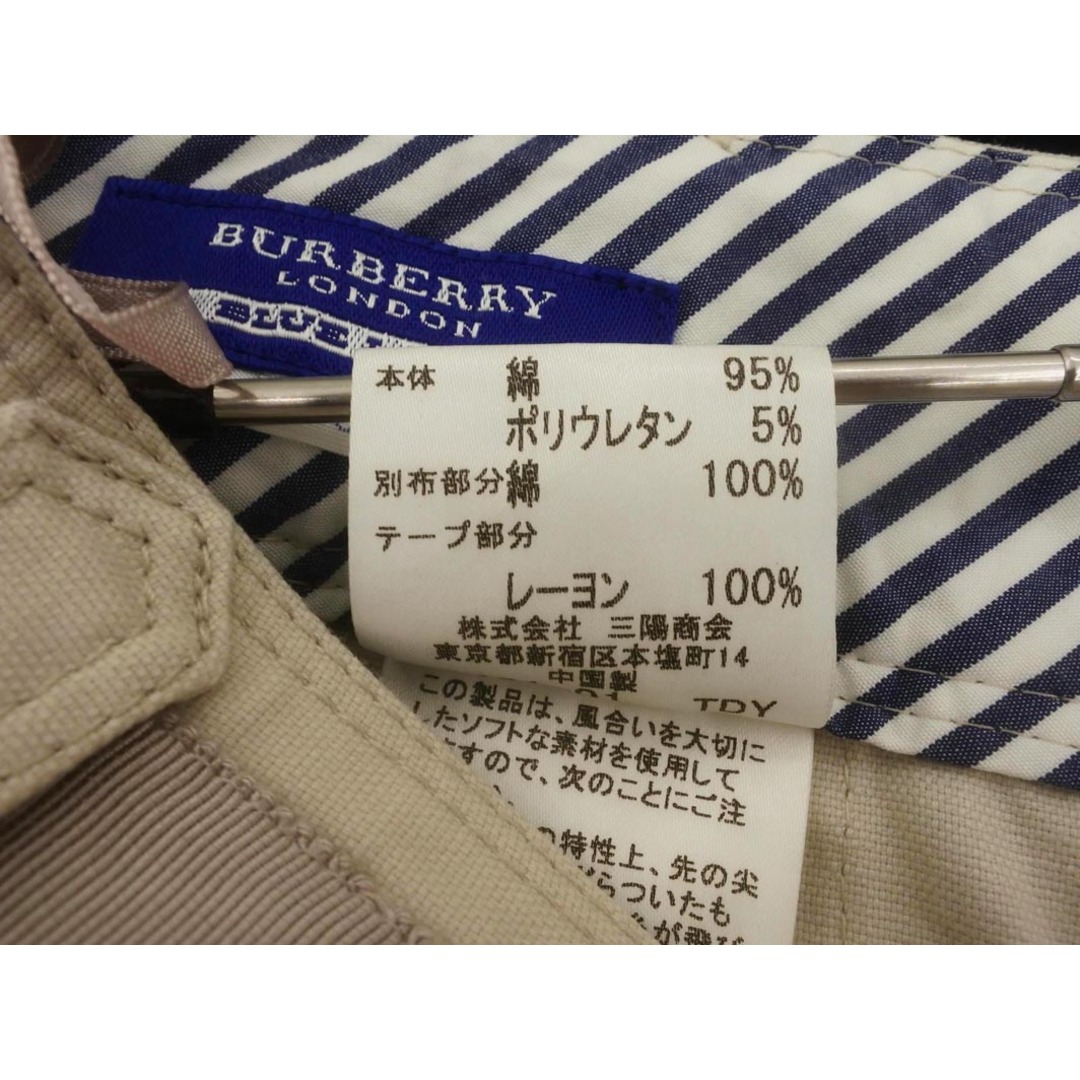 BURBERRY
LONDON
本体 綿 95%
ポリウレタン 5%
別布部分 綿 100%
テープ部分
レーヨン 100%
株式会社 三陽商会
東京都新宿区本塩町14
中国製
TDY
この製品は、風合いを大切に
したソフトな素材を使用して
ますので、次のことにご注
の特性上、先の尖
らついたも
が飛び